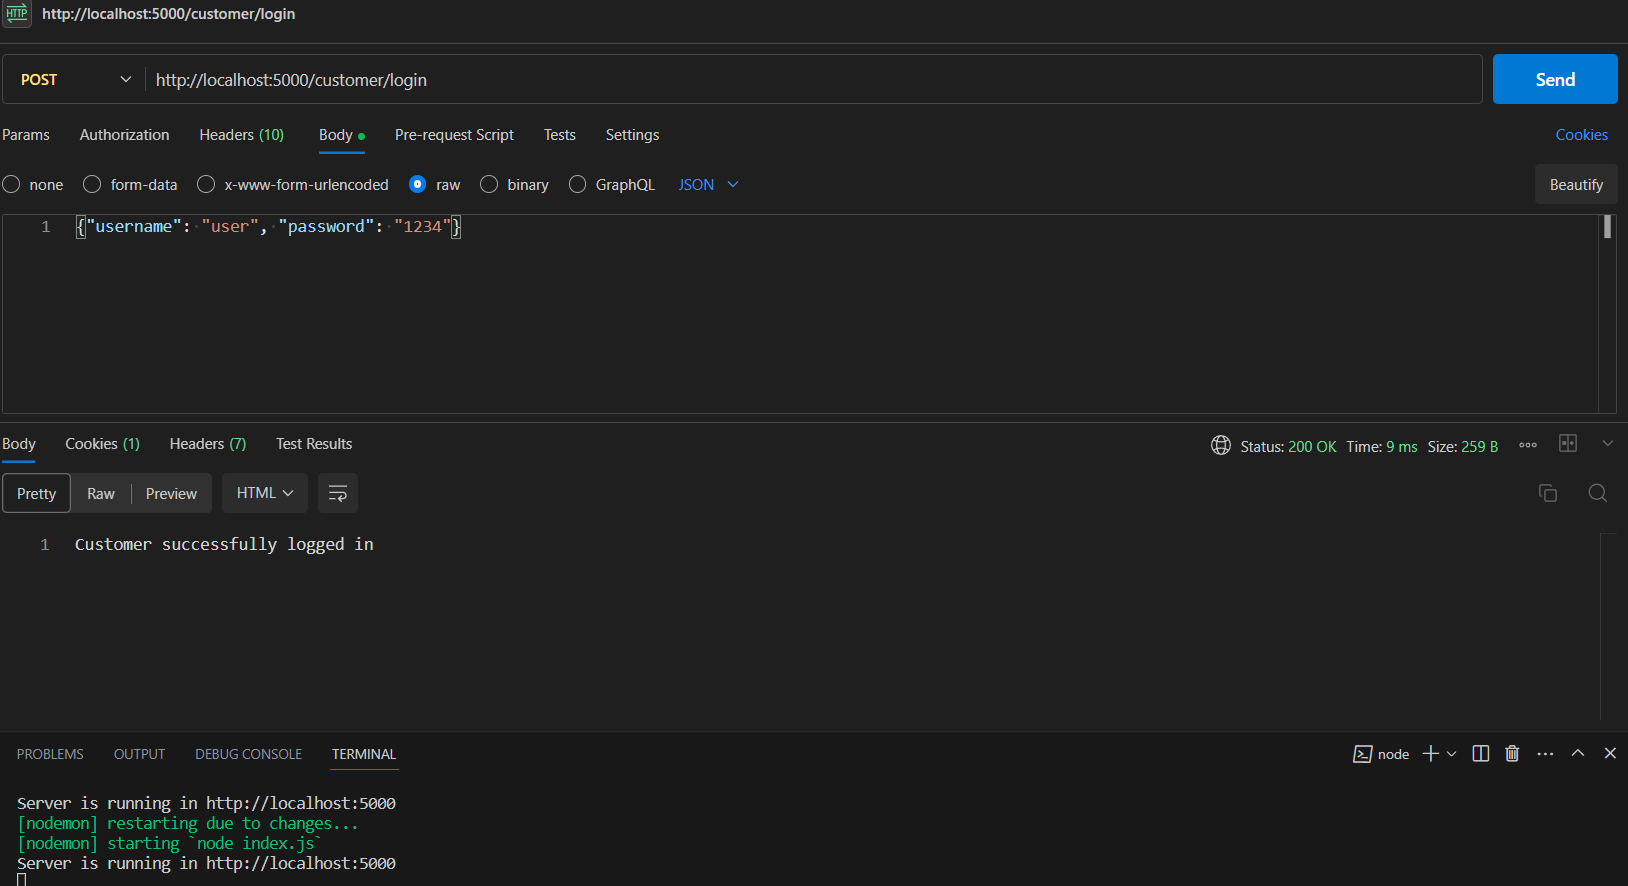 HTTP http://localhost:5000/customer/login
POST http://localhost:5000/customer/login Send
Params Authorization Headers (10) Body Pre-request Script Tests Settings Cookies
none form-data x-www-form-urlencoded raw binary GraphQL JSON Beautify
1 {"username": "user", "password": "1234"}
Body Cookies (1) Headers (7) Test Results Status: 200 OK Time: 9 ms Size: 259 B
Pretty Raw Preview HTML
1 Customer successfully logged in
PROBLEMS OUTPUT DEBUG CONSOLE TERMINAL node
Server is running in http://localhost:5000
[nodemon] restarting due to changes...
[nodemon] starting `node index.js`
Server is running in http://localhost:5000